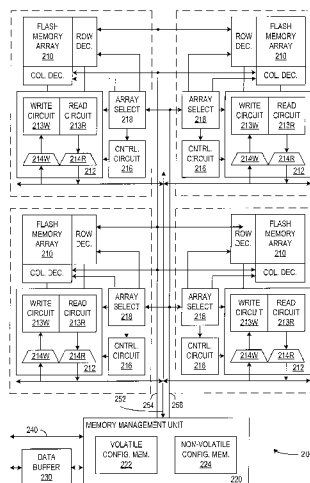 FLASH MEMORY ARRAY 210
ROW DEC.
COL. DEC.
WRITE CIRCUIT 213W
READ CIRCUIT 213R
214W
214R
212
ARRAY SELECT 218
CNTRL. CIRCUIT 216
ROW DEC.
FLASH MEMORY ARRAY 210
COL. DEC.
ARRAY SELECT 218
CNTRL. CIRCUIT 216
WRITE CIRCUIT 213W
READ CIRCUIT 213R
214W
214R
212
FLASH MEMORY ARRAY 210
ROW DEC.
COL. DEC.
WRITE CIRCUIT 213W
READ CIRCUIT 213R
214W
214R
212
ARRAY SELECT 218
CNTRL. CIRCUIT 216
ROW DEC.
FLASH MEMORY ARRAY 210
COL. DEC.
ARRAY SELECT 218
CNTRL. CIRCUIT 216
WRITE CIRCUIT 213W
READ CIRCUIT 213R
214W
214R
212
252
254
256
240
MEMORY MANAGEMENT UNIT
VOLATILE CONFIG. MEM. 222
NON-VOLATILE CONFIG. MEM. 224
220
DATA BUFFER 230